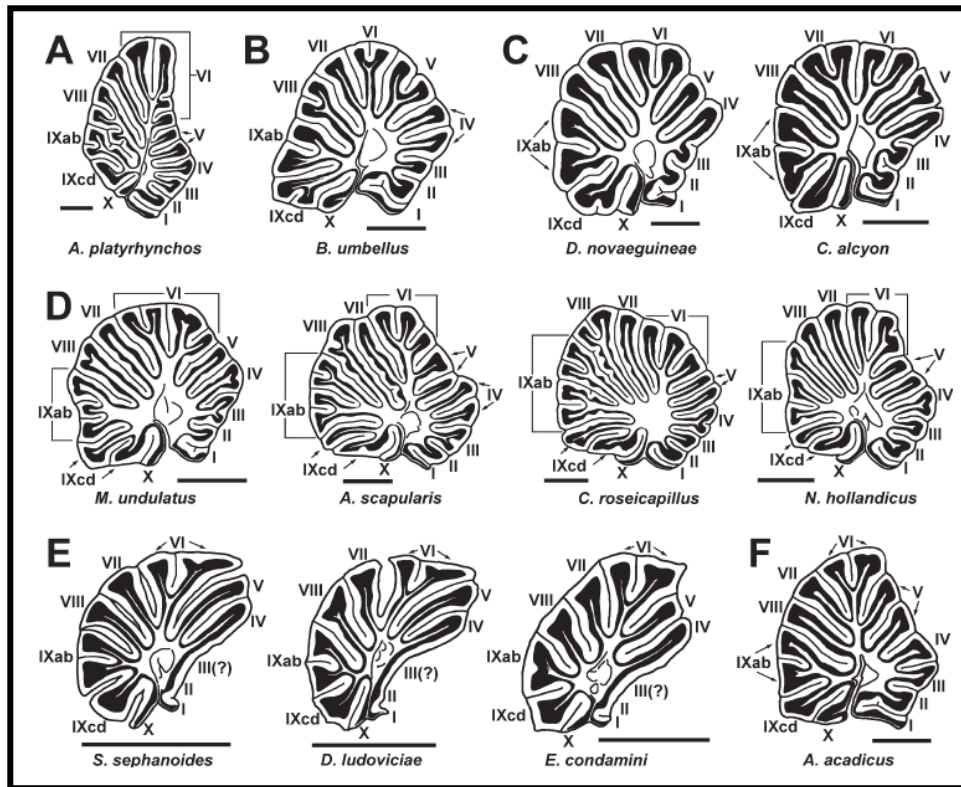 A
VII
VI
VIII
IXab
V
IV
IXcd
III
II
X
I
A. platyrhynchos
B
VI
VII
V
VIII
IV
IXab
III
II
IXcd
X
I
B. umbellus
C
VII
VI
VIII
V
IV
IXab
III
II
IXcd
X
I
D. novaeguineae
VII
VI
VIII
V
IV
IXab
III
II
IXcd
X
I
C. alcyon
D
VI
VII
VIII
V
IV
IXab
III
II
IXcd
X
I
M. undulatus
VI
VII
VIII
V
IV
IXab
III
II
IXcd
X
I
A. scapularis
VIII
VII
VI
V
IXab
IV
III
II
IXcd
X
I
C. roseicapillus
VI
VII
VIII
V
IV
IXab
III
II
IXcd
X
I
N. hollandicus
E
VI
VII
V
VIII
IV
IXab
III(?)
II
IXcd
I
X
S. sephanoides
VI
VII
V
VIII
IV
IXab
III(?)
II
IXcd
I
X
D. ludoviciae
VI
VII
V
VIII
IV
IXab
III(?)
II
IXcd
I
X
E. condamini
F
VI
VII
V
VIII
IV
IXab
III
II
IXcd
X
I
A. acadicus